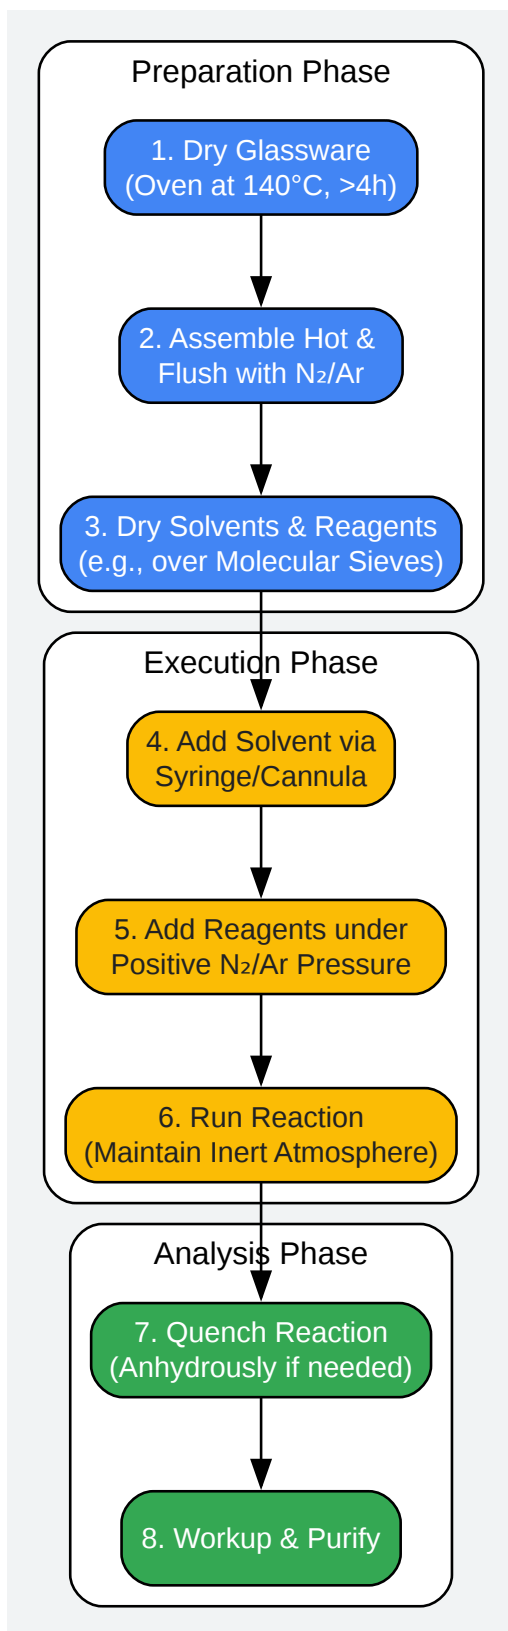 Preparation Phase
1. Dry Glassware
(Oven at 140°C, >4h)
2. Assemble Hot &
Flush with N₂/Ar
3. Dry Solvents & Reagents
(e.g., over Molecular Sieves)
Execution Phase
4. Add Solvent via
Syringe/Cannula
5. Add Reagents under
Positive N₂/Ar Pressure
6. Run Reaction
(Maintain Inert Atmosphere)
Analysis Phase
7. Quench Reaction
(Anhydrously if needed)
8. Workup & Purify